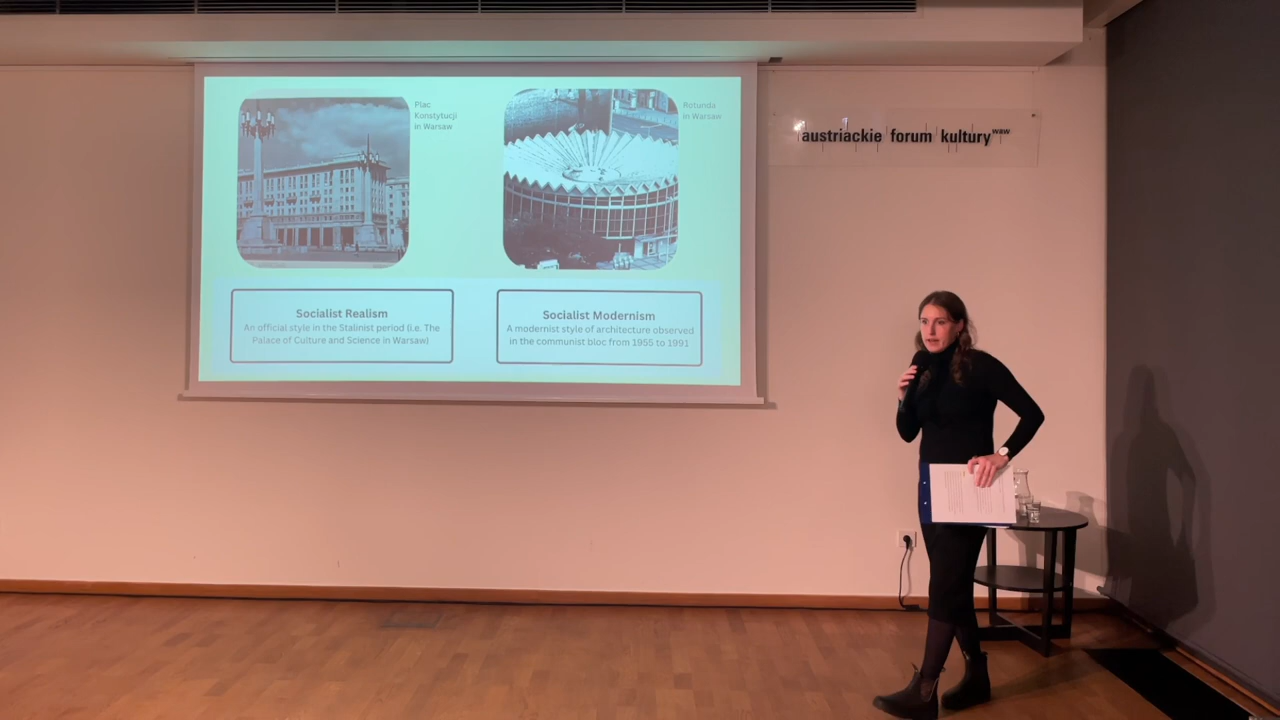 Plac
Konstytucji
in Warsaw
Rotunda
in Warsaw
Socialist Realism
An official style in the Stalinist period (i.e. The
Palace of Culture and Science in Warsaw)
Socialist Modernism
A modernist style of architecture observed
in the communist bloc from 1955 to 1991
austriackie forum kultury waw